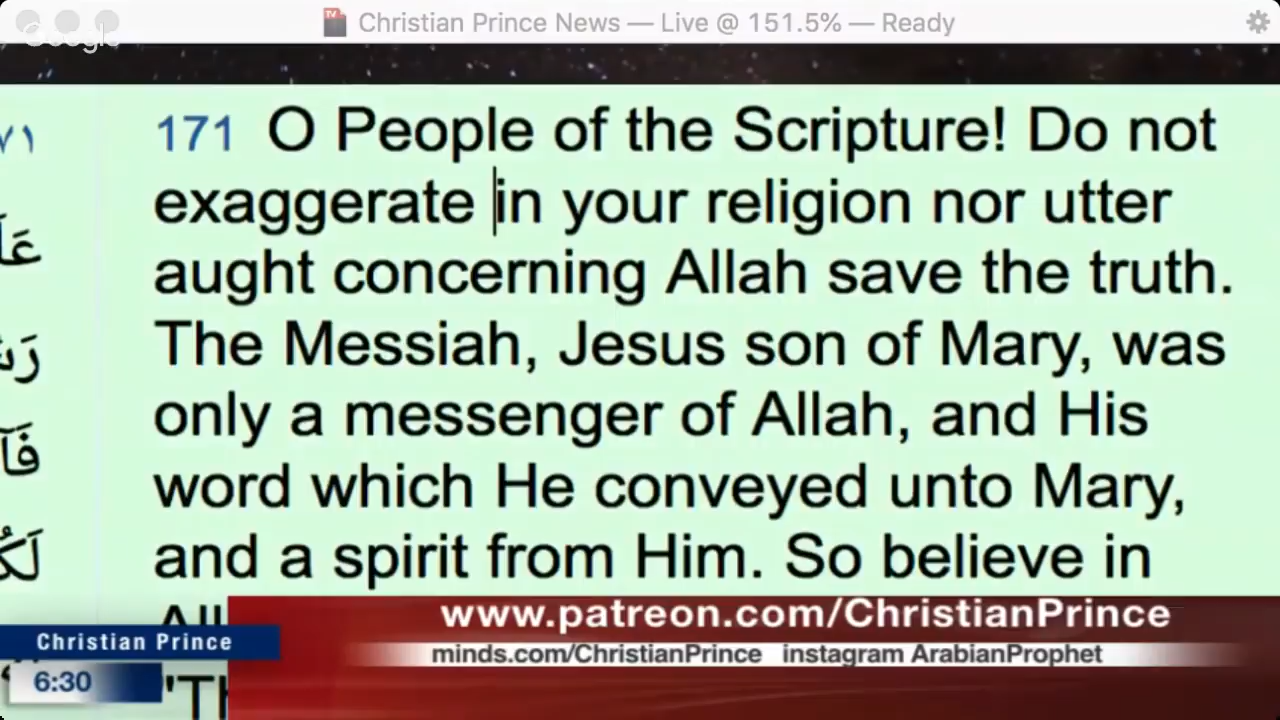 Christian Prince News — Live @ 151.5% — Ready
Google
171 O People of the Scripture! Do not
exaggerate in your religion nor utter
aught concerning Allah save the truth.
The Messiah, Jesus son of Mary, was
only a messenger of Allah, and His
word which He conveyed unto Mary,
and a spirit from Him. So believe in
www.patreon.com/ChristianPrince
Christian Prince
minds.com/ChristianPrince instagram ArabianProphet
6:30